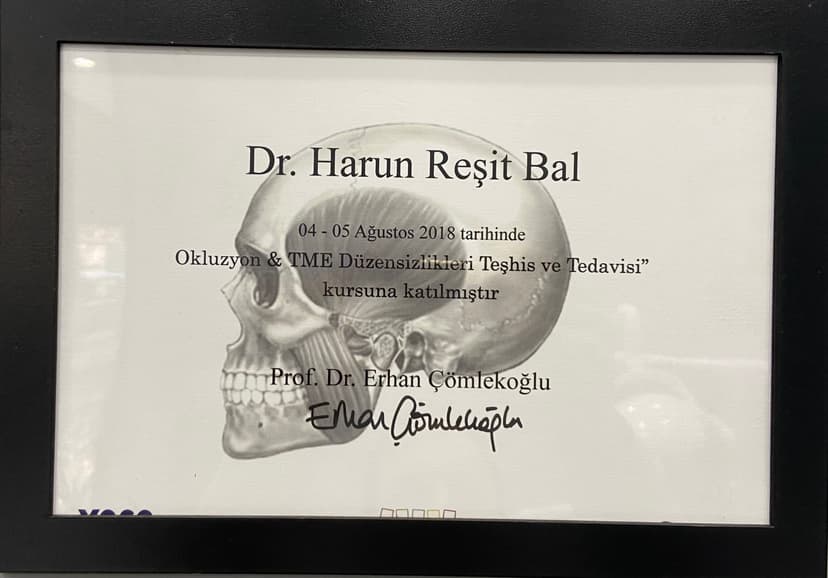 Dr. Harun Reşit Bal
04 - 05 Ağustos 2018 tarihinde
Okluzyon & TME Düzensizlikleri Teşhis ve Tedavisi”
kursuna katılmıştır
Prof. Dr. Erhan Çömlekoğlu
Erhan Çömlekoğlu